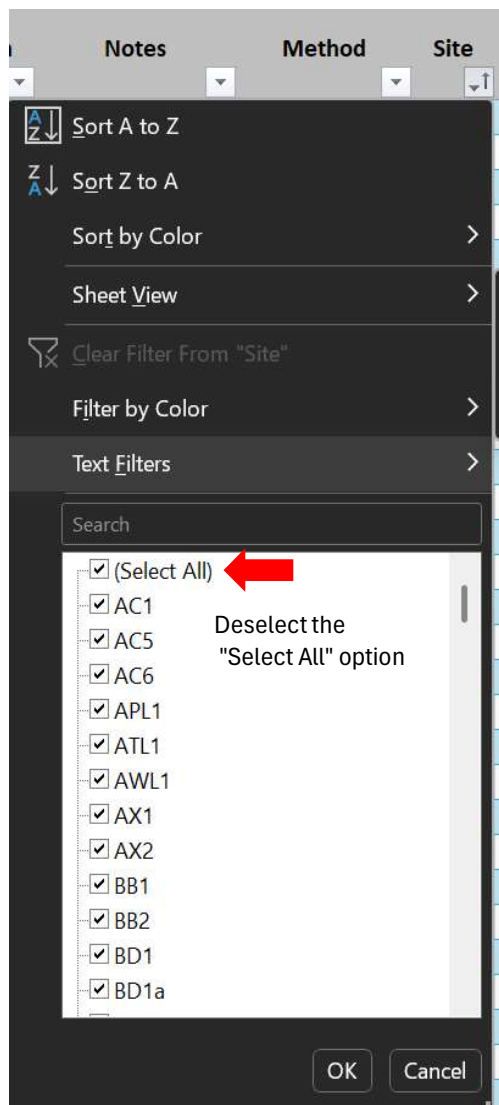 Notes Method Site
A
Z
Sort A to Z
Z
A
Sort Z to A
Sort by Color
Sheet View
Clear Filter From "Site"
Filter by Color
Text Filters
Search
(Select All)
AC1
Deselect the
AC5
"Select All" option
AC6
APL1
ATL1
AWL1
AX1
AX2
BB1
BB2
BD1
BD1a
OK Cancel